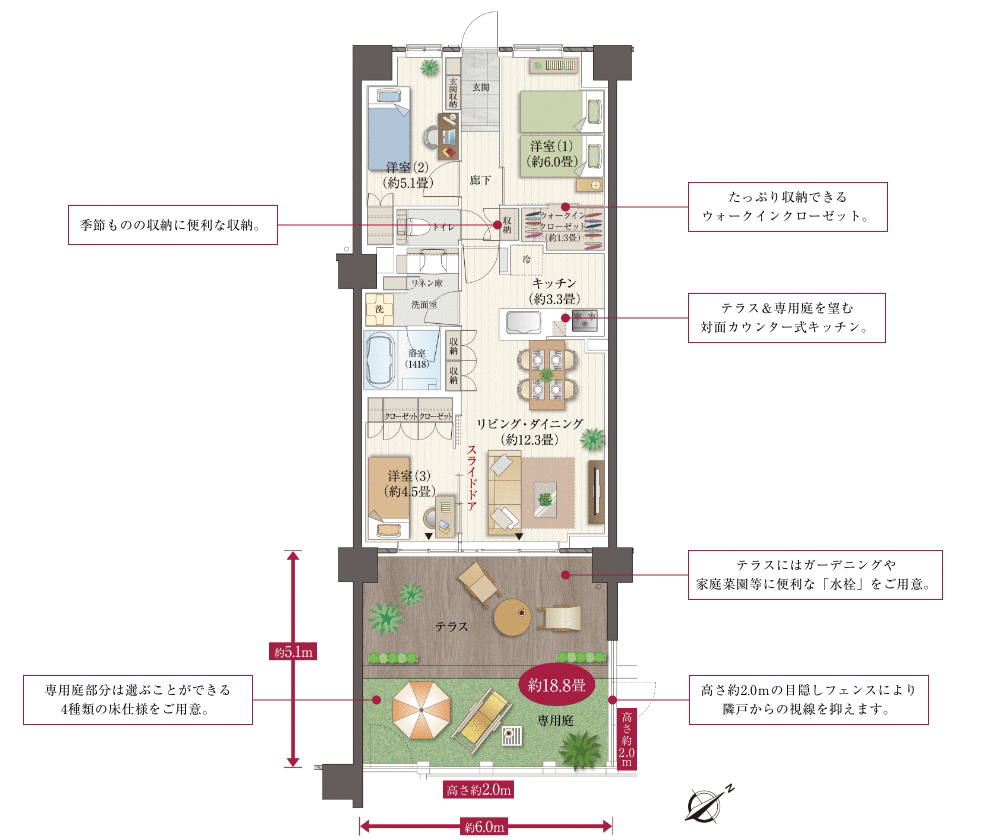 玄関
玄関収納
洋室(1)
(約6.0畳)
洋室(2)
(約5.1畳)
廊下
たっぷり収納できる
ウォークインクローゼット。
季節ものの収納に便利な収納。
トイレ
収納
ウォークイン
クローゼット
(約1.3畳)
冷
キッチン
(約3.3畳)
リネン庫
洗面室
洗
テラス&専用庭を望む
対面カウンター式キッチン。
浴室
(1418)
収納
収納
クローゼット
クローゼット
リビング・ダイニング
(約12.3畳)
スライドドア
洋室(3)
(約4.5畳)
テラスにはガーデニングや
家庭菜園等に便利な「水栓」をご用意。
テラス
約5.1m
専用庭部分は選ぶことができる
4種類の床仕様をご用意。
約18.8畳
専用庭
高さ約2.0mの目隠しフェンスにより
隣戸からの視線を抑えます。
高さ約2.0m
高さ約2.0m
約6.0m
N